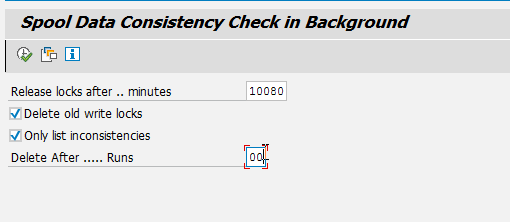 Spool Data Consistency Check in Background
Release locks after .. minutes 10080
Delete old write locks
Only list inconsistencies
Delete After ..... Runs 00